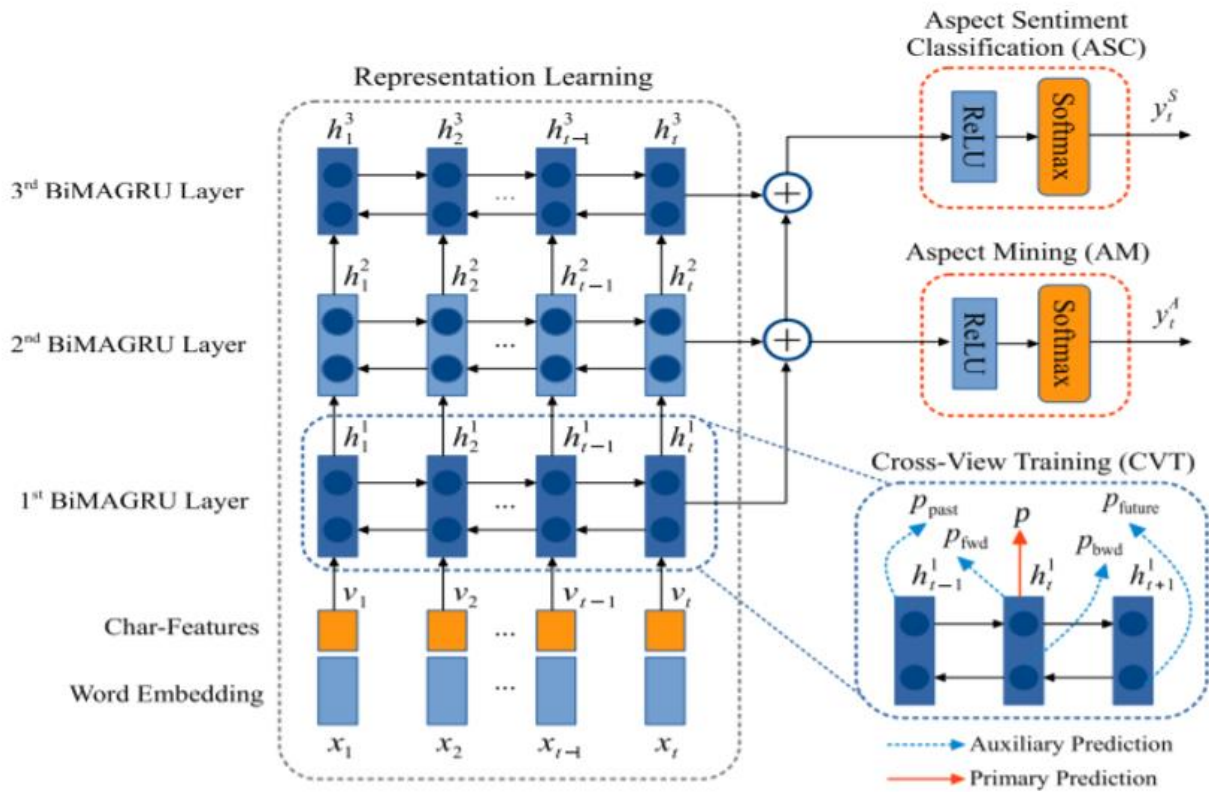 Aspect Sentiment
Classification (ASC)
Representation Learning
h_1^3 h_2^3 h_{t-1}^3 h_t^3
ReLU
Softmax
y_t^S
3rd BiMAGRU Layer
...
+
Aspect Mining (AM)
h_1^2 h_2^2 h_{t-1}^2 h_t^2
2nd BiMAGRU Layer
...
+
ReLU
Softmax
y_t^A
h_1^1 h_2^1 h_{t-1}^1 h_t^1
1st BiMAGRU Layer
...
Cross-View Training (CVT)
p_past p p_future
p_fwd p_bwd
h_{t-1}^1 h_t^1 h_{t+1}^1
v_1 v_2 v_{t-1} v_t
Char-Features
...
Word Embedding
...
x_1 x_2 x_{t-1} x_t
Auxiliary Prediction
Primary Prediction